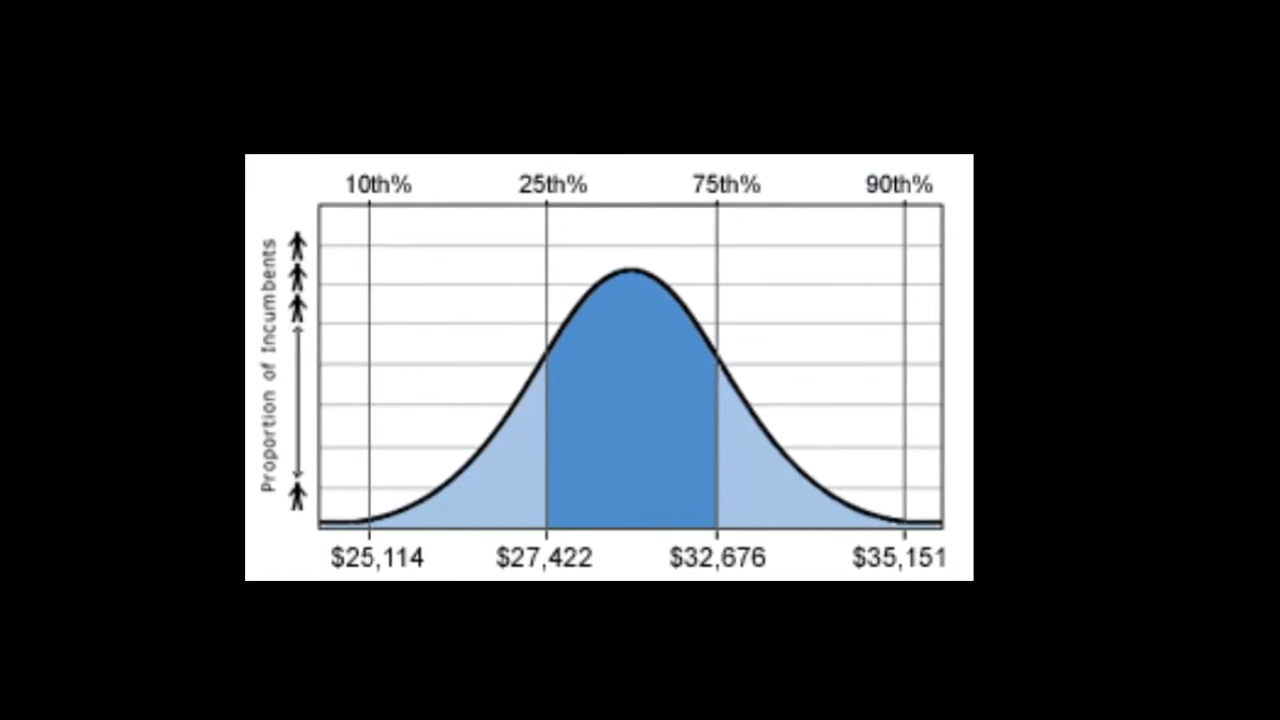 10th% 25th% 75th% 90th%
Proportion of Incumbents
$25,114 $27,422 $32,676 $35,151